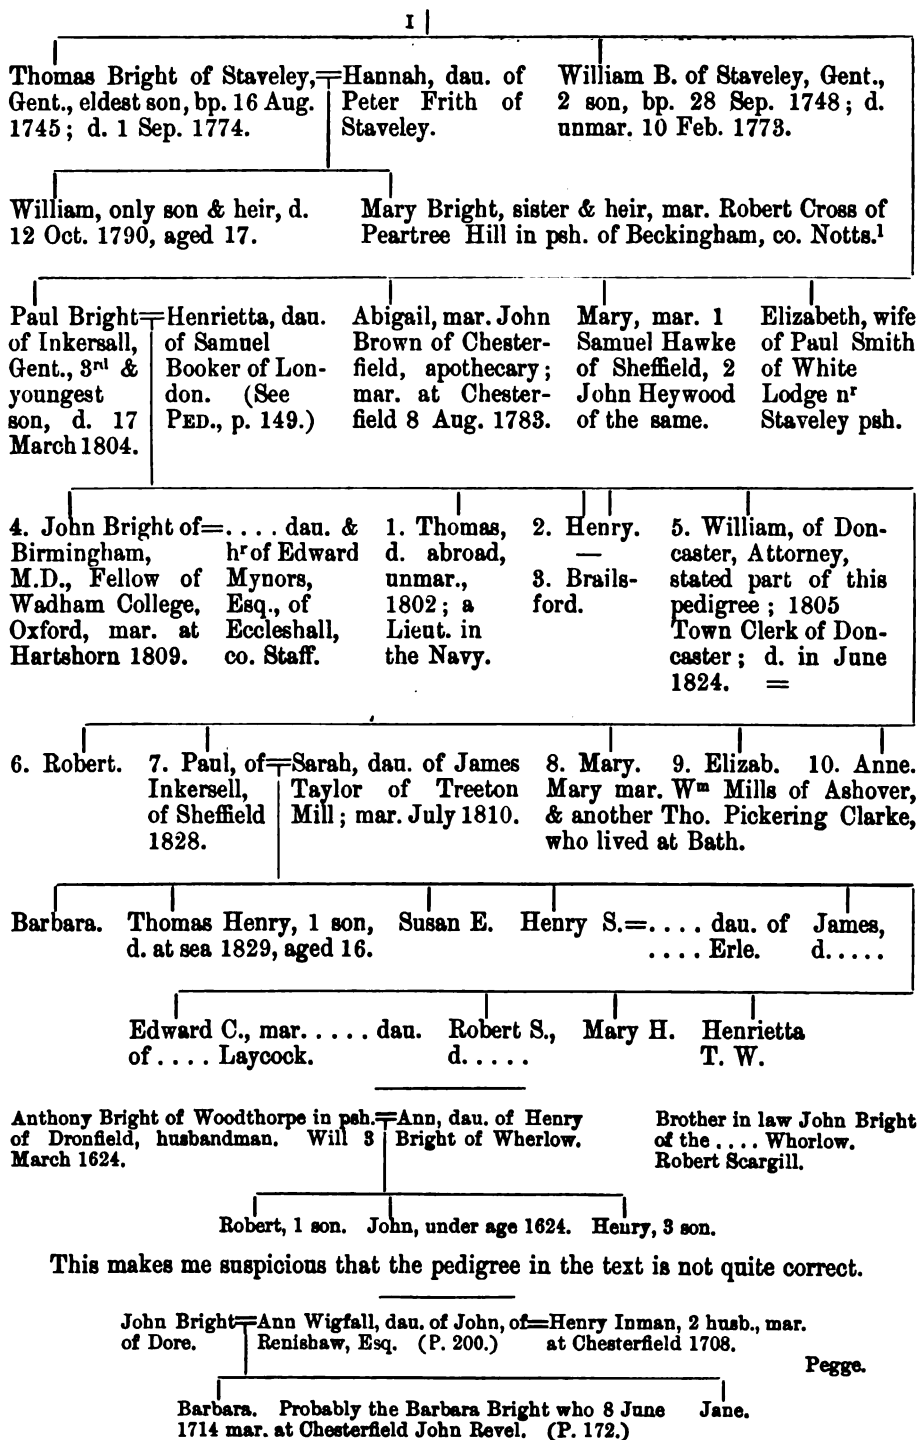 I
Thomas Bright of Staveley,
Gent., eldest son, bp. 16 Aug.
1745; d. 1 Sep. 1774.
=Hannah, dau. of
Peter Frith of
Staveley.
William B. of Staveley, Gent.,
2 son, bp. 28 Sep. 1748; d.
unmar. 10 Feb. 1773.
William, only son & heir, d.
12 Oct. 1790, aged 17.
Mary Bright, sister & heir, mar. Robert Cross of
Peartree Hill in psh. of Beckingham, co. Notts.¹
Paul Bright
of Inkersall,
Gent., 3rd &
youngest
son, d. 17
March 1804.
=Henrietta, dau.
of Samuel
Booker of Lon-
don. (See
PED., p. 149.)
Abigail, mar. John
Brown of Chester-
field, apothecary;
mar. at Chester-
field 8 Aug. 1783.
Mary, mar. 1
Samuel Hawke
of Sheffield, 2
John Heywood
of the same.
Elizabeth, wife
of Paul Smith
of White
Lodge nr
Staveley psh.
4. John Bright of
Birmingham,
M.D., Fellow of
Wadham College,
Oxford, mar. at
Hartshorn 1809.
=.... dau. &
hr of Edward
Mynors,
Esq., of
Eccleshall,
co. Staff.
1. Thomas,
d. abroad,
unmar.,
1802; a
Lieut. in
the Navy.
2. Henry.
—
3. Brails-
ford.
5. William, of Don-
caster, Attorney,
stated part of this
pedigree; 1805
Town Clerk of Don-
caster; d. in June
1824. =
6. Robert.
7. Paul, of
Inkersell,
of Sheffield
1828.
=Sarah, dau. of James
Taylor of Treeton
Mill; mar. July 1810.
8. Mary. 9. Elizab. 10. Anne.
Mary mar. Wm Mills of Ashover,
& another Tho. Pickering Clarke,
who lived at Bath.
Barbara.
Thomas Henry, 1 son,
d. at sea 1829, aged 16.
Susan E.
Henry S.=.... dau. of
.... Erle.
James,
d.....
Edward C., mar..... dau.
of.... Laycock.
Robert S.,
d.....
Mary H.
Henrietta
T. W.
Anthony Bright of Woodthorpe in psh.
of Dronfield, husbandman. Will 3
March 1624.
=Ann, dau. of Henry
Bright of Wherlow.
Brother in law John Bright
of the .... Whorlow.
Robert Scargill.
Robert, 1 son. John, under age 1624. Henry, 3 son.
This makes me suspicious that the pedigree in the text is not quite correct.
John Bright
of Dore.
=Ann Wigfall, dau. of John, of
Renishaw, Esq. (P. 200.)
=Henry Inman, 2 husb., mar.
at Chesterfield 1708.
Pegge.
Barbara. Probably the Barbara Bright who 8 June
1714 mar. at Chesterfield John Revel. (P. 172.)
Jane.